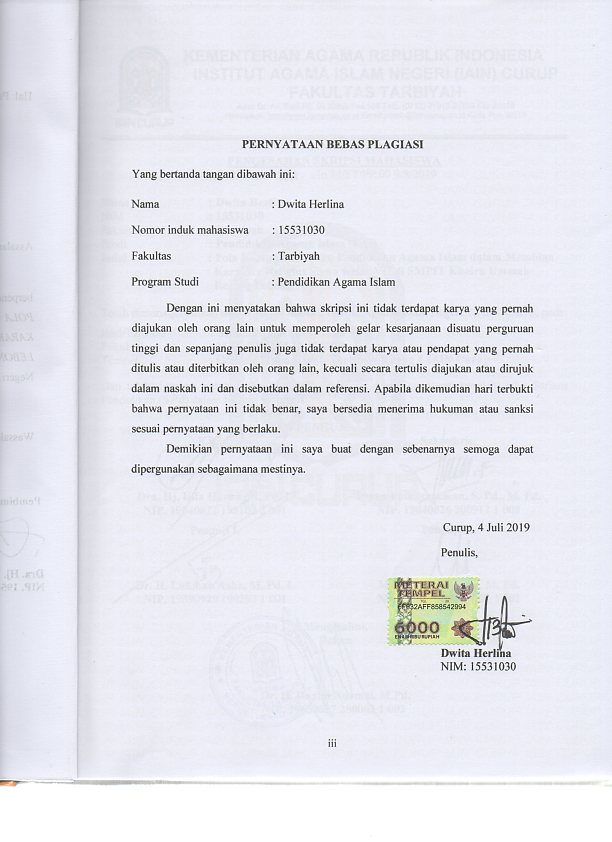 PERNYATAAN BEBAS PLAGIASI
Yang bertanda tangan dibawah ini:
Nama : Dwita Herlina
Nomor induk mahasiswa : 15531030
Fakultas : Tarbiyah
Program Studi : Pendidikan Agama Islam
Dengan ini menyatakan bahwa skripsi ini tidak terdapat karya yang pernah
diajukan oleh orang lain untuk memperoleh gelar kesarjanaan disuatu perguruan
tinggi dan sepanjang penulis juga tidak terdapat karya atau pendapat yang pernah
ditulis atau diterbitkan oleh orang lain, kecuali secara tertulis diajukan atau dirujuk
dalam naskah ini dan disebutkan dalam referensi. Apabila dikemudian hari terbukti
bahwa pernyataan ini tidak benar, saya bersedia menerima hukuman atau sanksi
sesuai pernyataan yang berlaku.
Demikian pernyataan ini saya buat dengan sebenarnya semoga dapat
dipergunakan sebagaimana mestinya.
Curup, 4 Juli 2019
Penulis,
METERAI
TEMPEL
6000
ENAM RIBU RUPIAH
Dwita Herlina
NIM: 15531030
iii